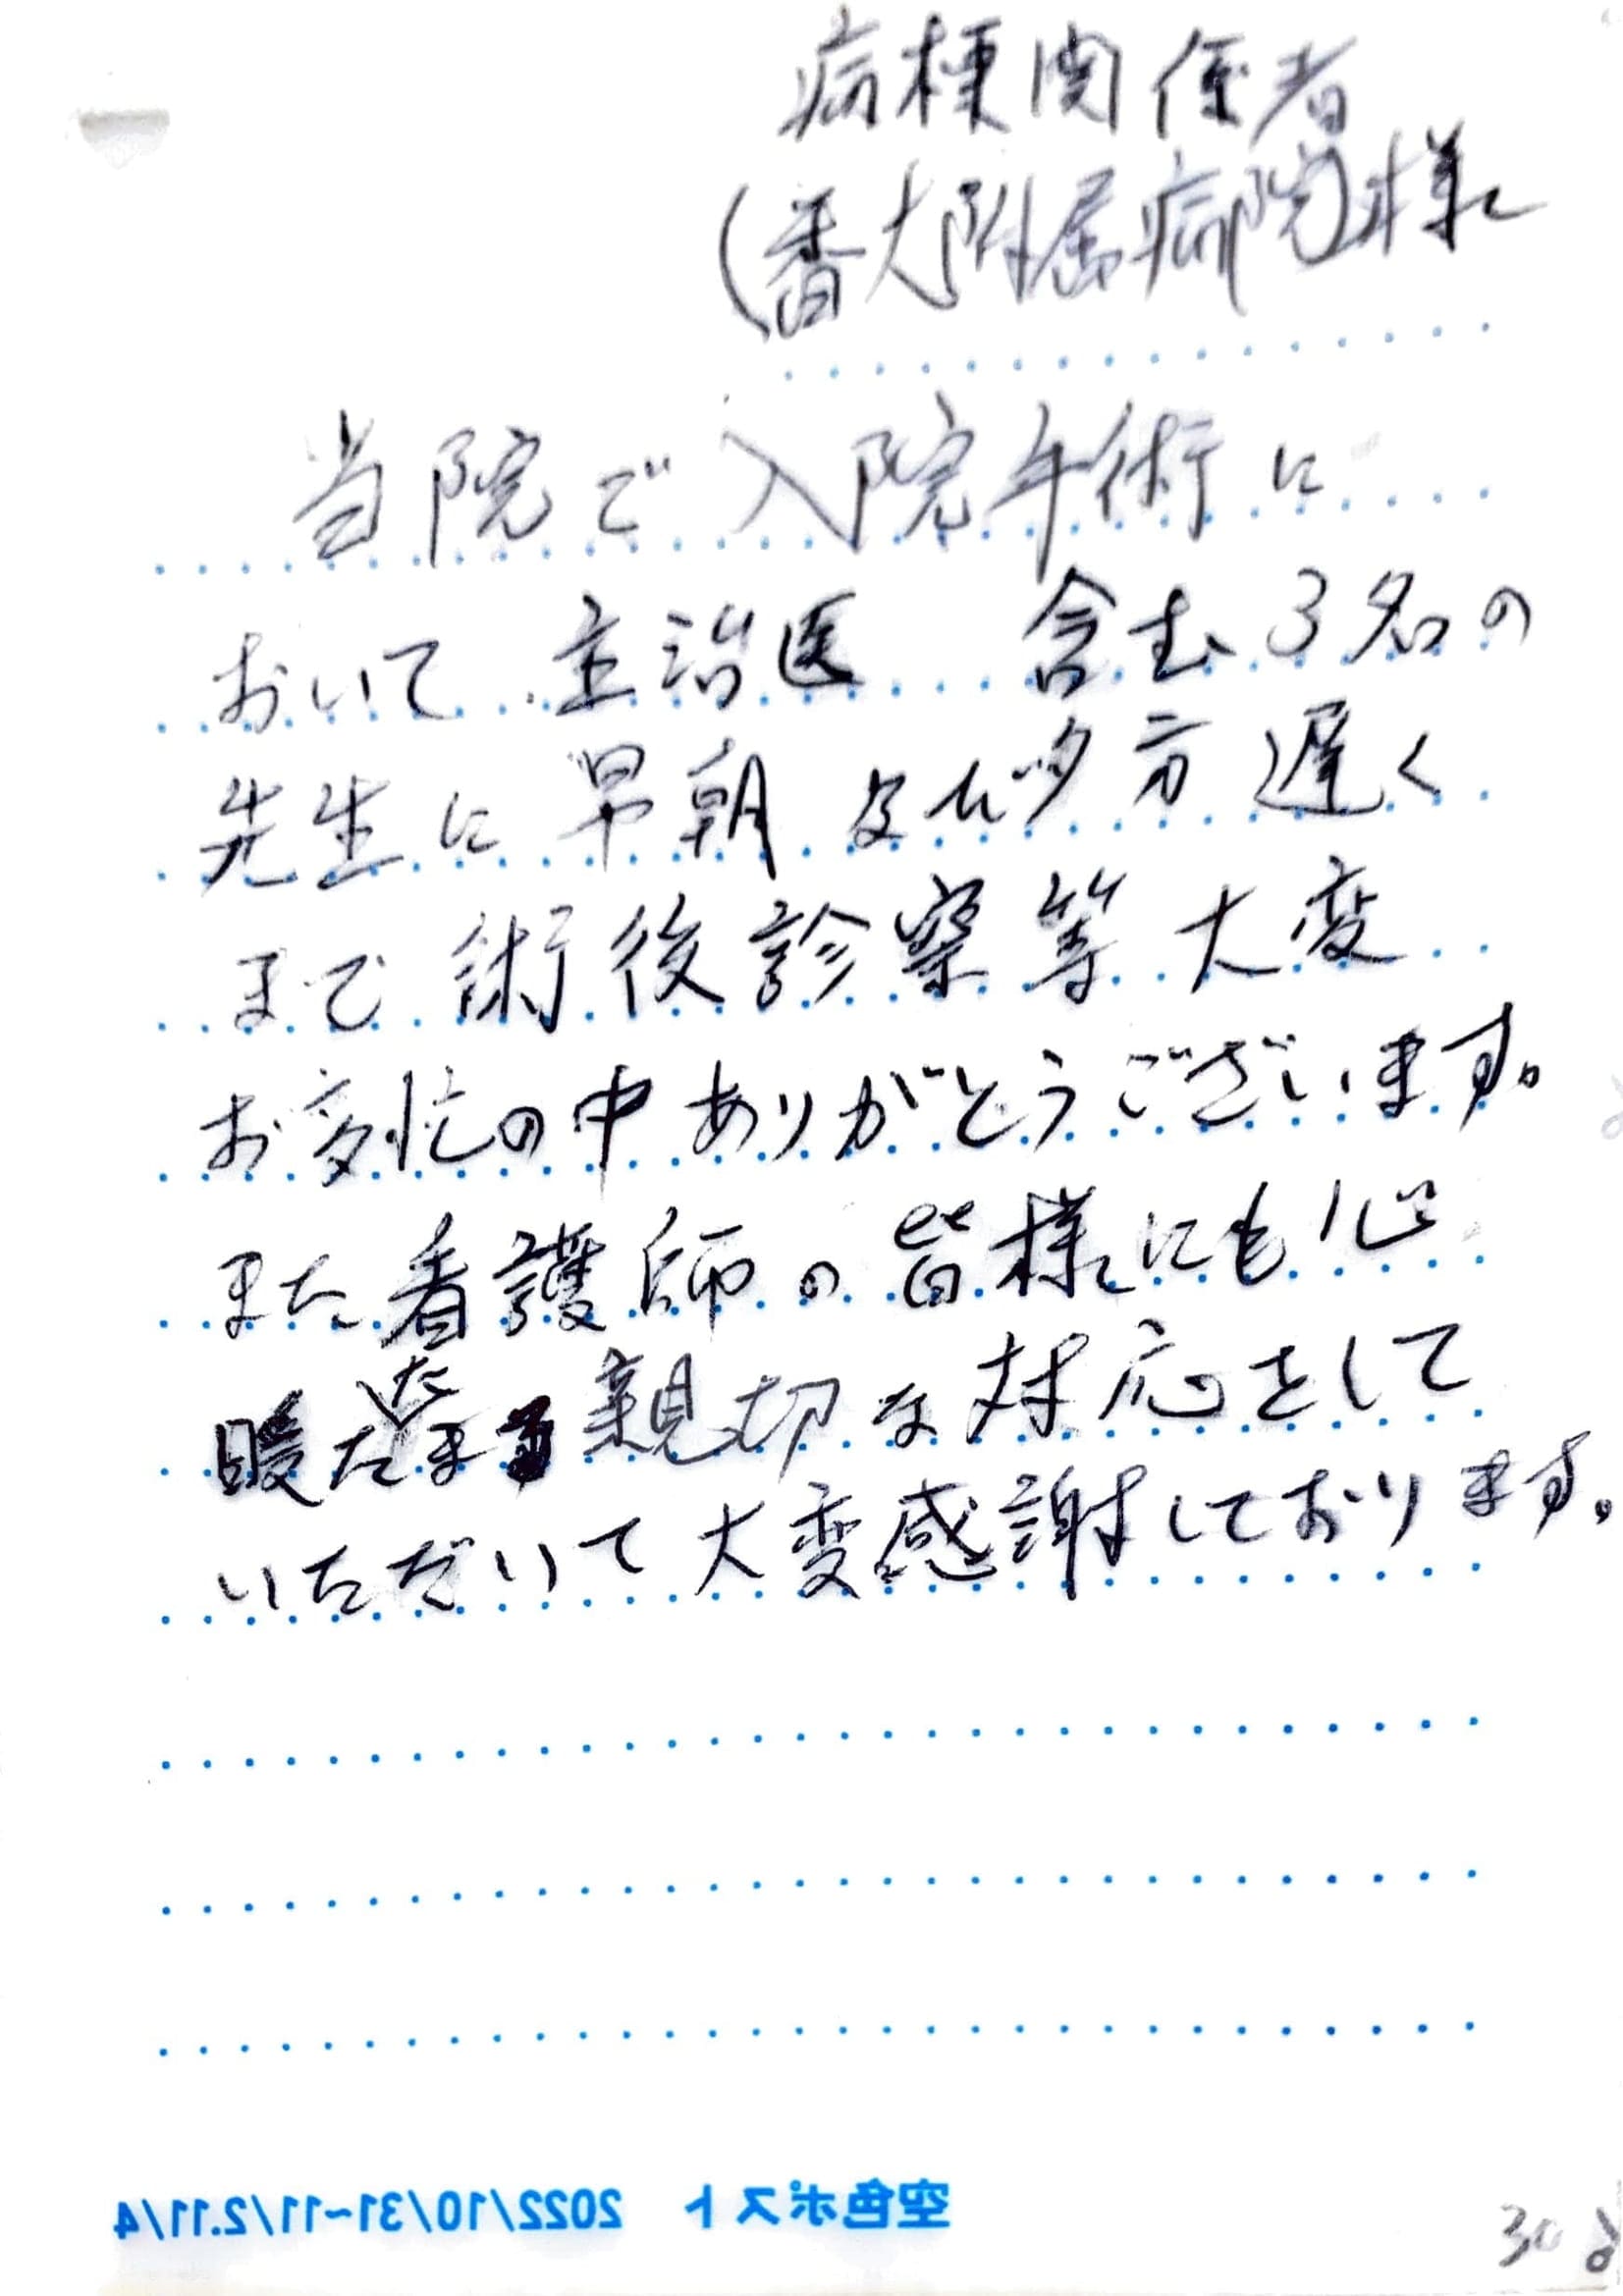 病棟関係者
(香大附属病院)様
当院で入院手術に
おいて 主治医 含む3名の
先生に早朝及び夕方遅く
まで術後診察等大変
お多忙の中ありがとうございます。
また看護師の皆様にも心
暖たまる親切な対応をして
いただいて大変感謝しております。
空色ポスト 2022/10/31~11/2.11/4